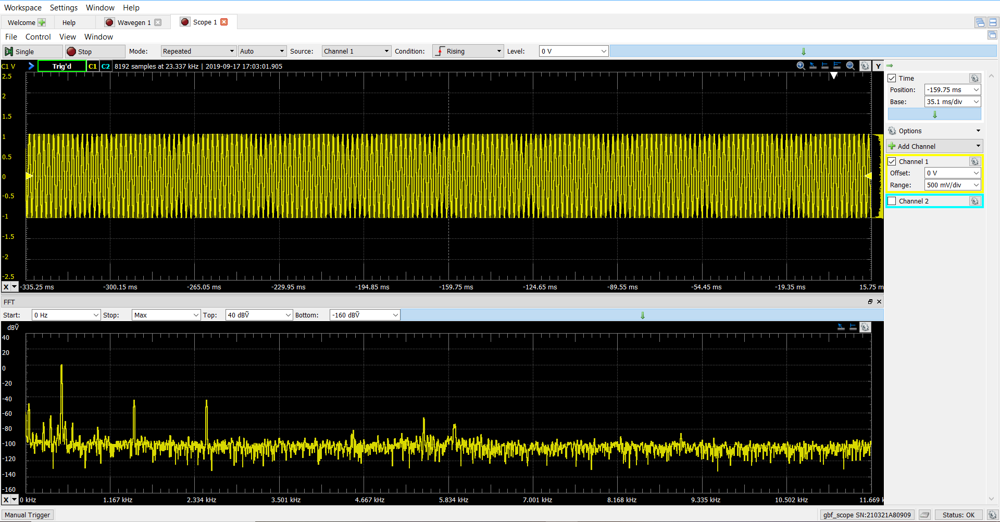 Workspace Settings Window Help
Welcome Help Wavegen 1 Scope 1
File Control View Window
Single Stop Mode: Repeated Auto Source: Channel 1 Condition: Rising Level: 0 V
C1 V Trig'd C1 C2 8192 samples at 23.337 kHz | 2019-09-17 17:03:01.905 Y
2.5
2
1.5
1
0.5
0
-0.5
-1
-1.5
-2
-2.5
X -335.25 ms -300.15 ms -265.05 ms -229.95 ms -194.85 ms -159.75 ms -124.65 ms -89.55 ms -54.45 ms -19.35 ms 15.75 m
Time
Position: -159.75 ms
Base: 35.1 ms/div
Options
Add Channel
Channel 1
Offset: 0 V
Range: 500 mV/div
Channel 2
FFT
Start: 0 Hz Stop: Max Top: 40 dBṼ Bottom: -160 dBṼ
dBṼ
40
20
0
-20
-40
-60
-80
-100
-120
-140
-160
X 0 kHz 1.167 kHz 2.334 kHz 3.501 kHz 4.667 kHz 5.834 kHz 7.001 kHz 8.168 kHz 9.335 kHz 10.502 kHz 11.669 k
Manual Trigger gbf_scope SN:210321A80909 Status: OK